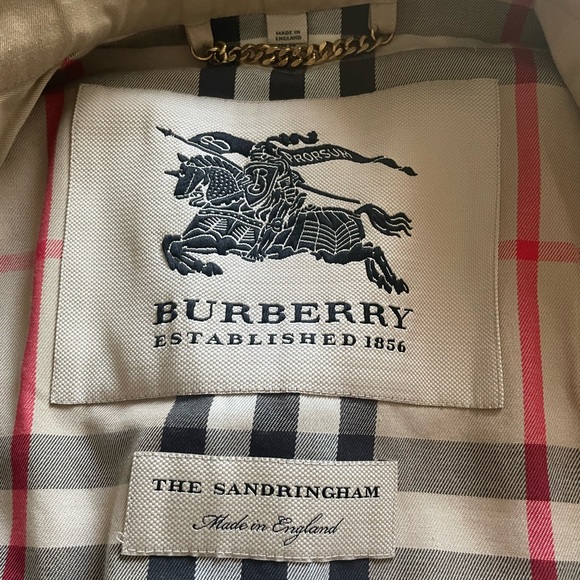 MADE IN
ENGLAND
B
PRORSUM
B
BURBERRY
ESTABLISHED 1856
THE SANDRINGHAM
Made in England